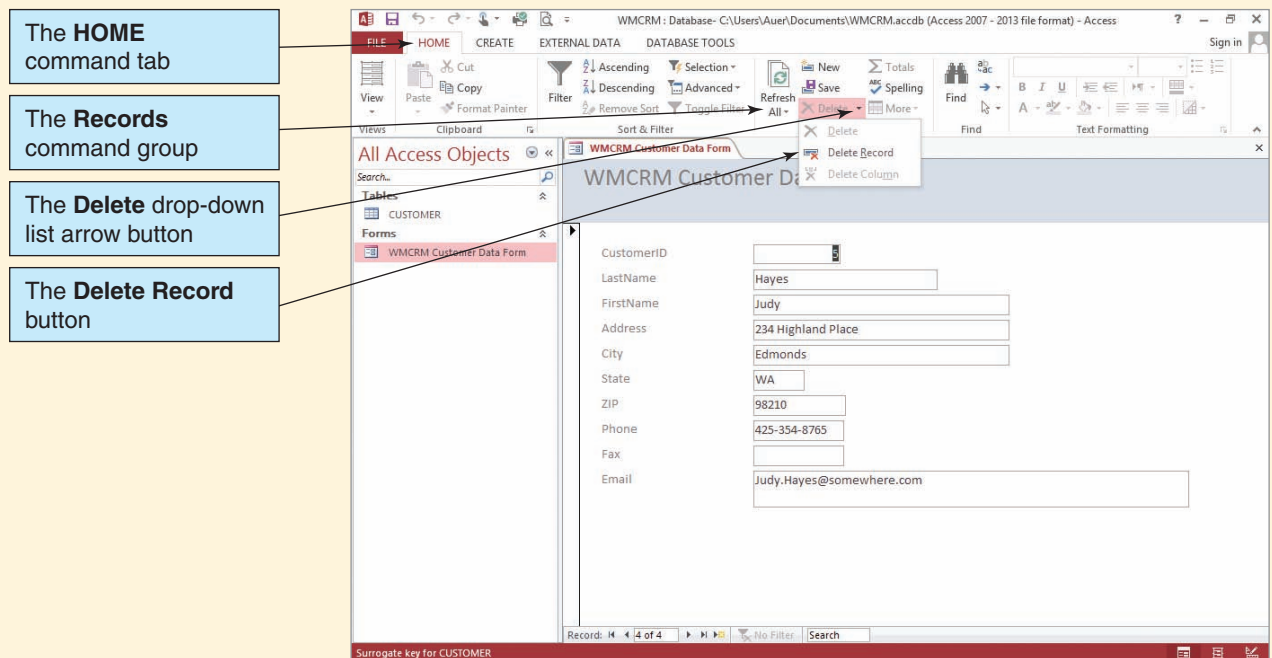 The HOME
command tab
The Records
command group
The Delete drop-down
list arrow button
The Delete Record
button
WMCRM : Database- C:\Users\Auer\Documents\WMCRM.accdb (Access 2007 - 2013 file format) - Access
FILE HOME CREATE EXTERNAL DATA DATABASE TOOLS Sign in
View
Paste
Cut
Copy
Format Painter
Filter
Ascending
Descending
Remove Sort
Selection
Advanced
Toggle Filter
Refresh
All
New
Save
Delete
Totals
Spelling
More
Find
B I U
A
Views Clipboard Sort & Filter Find Text Formatting
Delete
Delete Record
Delete Column
All Access Objects
Search...
Tables
CUSTOMER
Forms
WMCRM Customer Data Form
WMCRM Customer Data Form
WMCRM Customer Da
CustomerID 5
LastName Hayes
FirstName Judy
Address 234 Highland Place
City Edmonds
State WA
ZIP 98210
Phone 425-354-8765
Fax
Email Judy.Hayes@somewhere.com
Record: 4 of 4 No Filter Search
Surrogate key for CUSTOMER